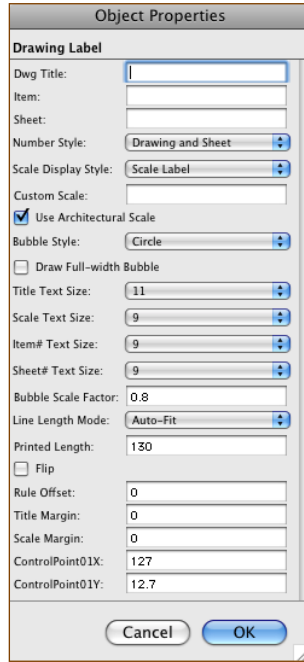 Object Properties
Drawing Label
Dwg Title:
Item:
Sheet:
Number Style: Drawing and Sheet
Scale Display Style: Scale Label
Custom Scale:
Use Architectural Scale
Bubble Style: Circle
Draw Full-width Bubble
Title Text Size: 11
Scale Text Size: 9
Item# Text Size: 9
Sheet# Text Size: 9
Bubble Scale Factor: 0.8
Line Length Mode: Auto-Fit
Printed Length: 130
Flip
Rule Offset: 0
Title Margin: 0
Scale Margin: 0
ControlPoint01X: 127
ControlPoint01Y: 12.7
Cancel OK